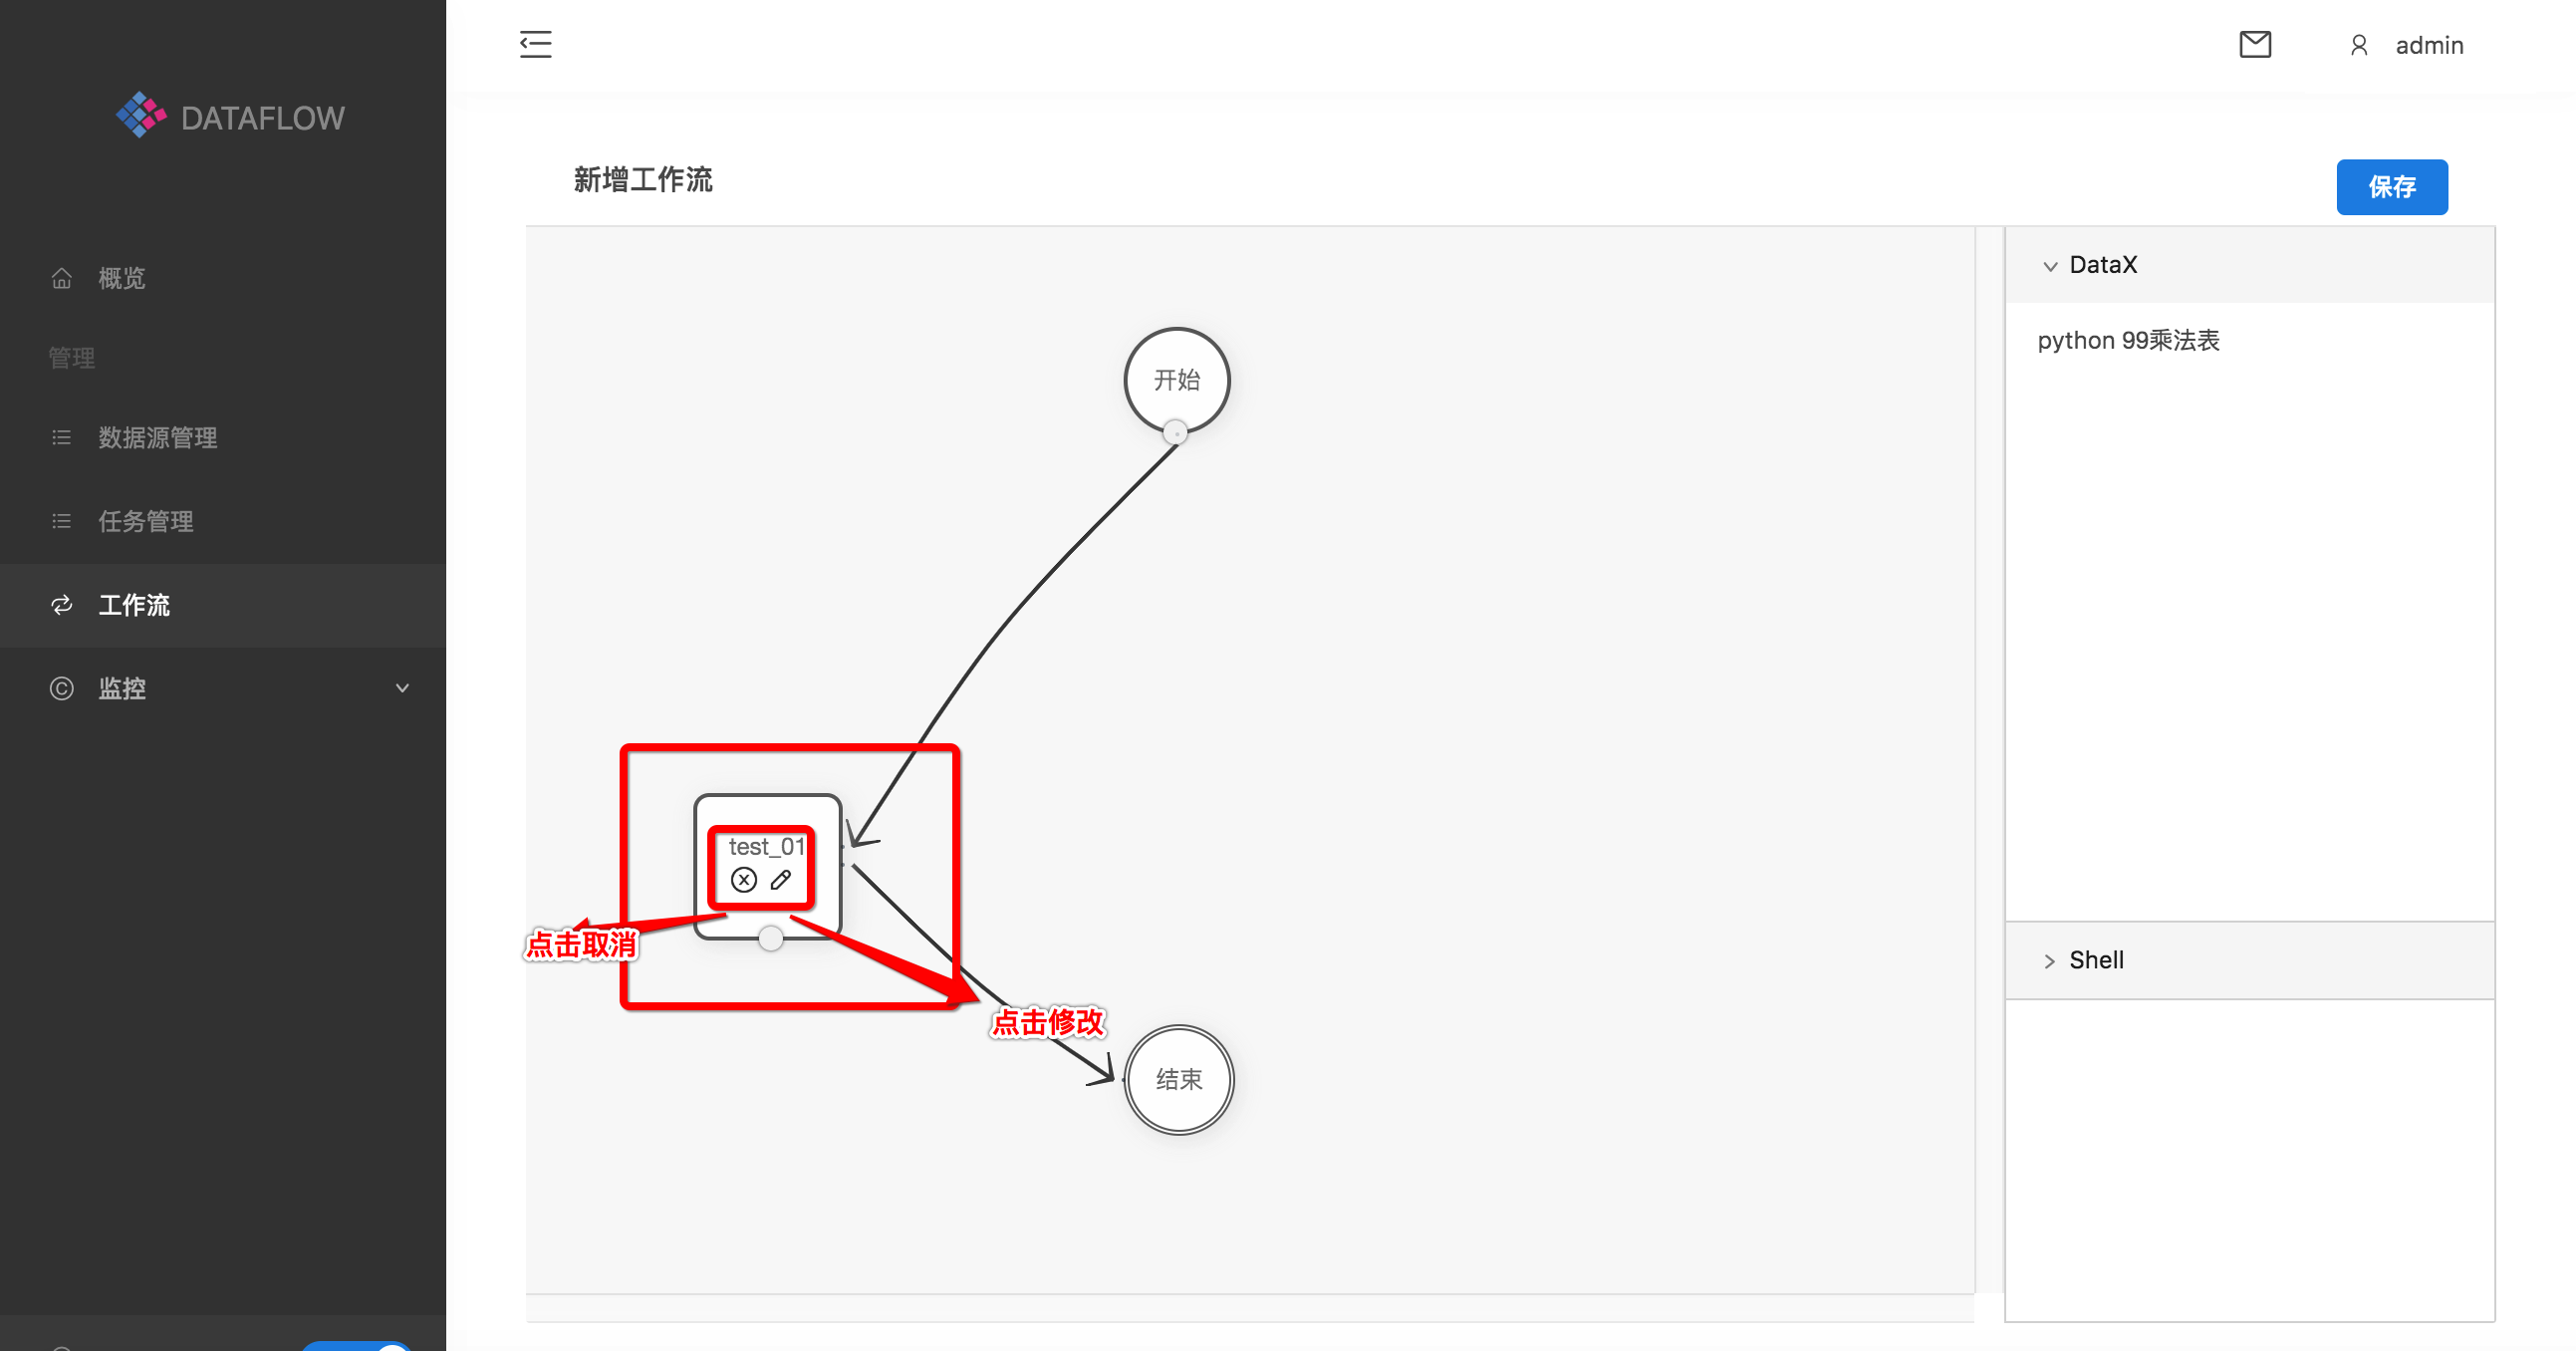 DATAFLOW
概览
管理
数据源管理
任务管理
工作流
监控
admin
新增工作流
保存
开始
test_01
点击取消
点击修改
结束
DataX
python 99乘法表
Shell